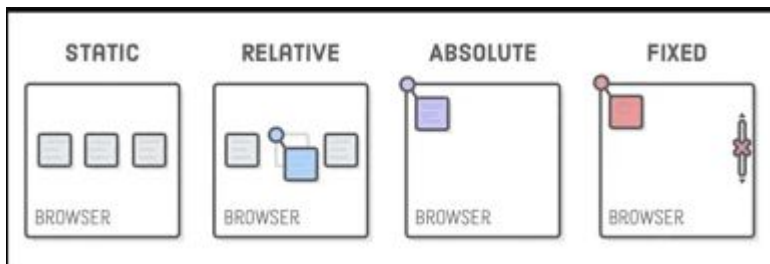 STATIC
RELATIVE
ABSOLUTE
FIXED
BROWSER
BROWSER
BROWSER
BROWSER